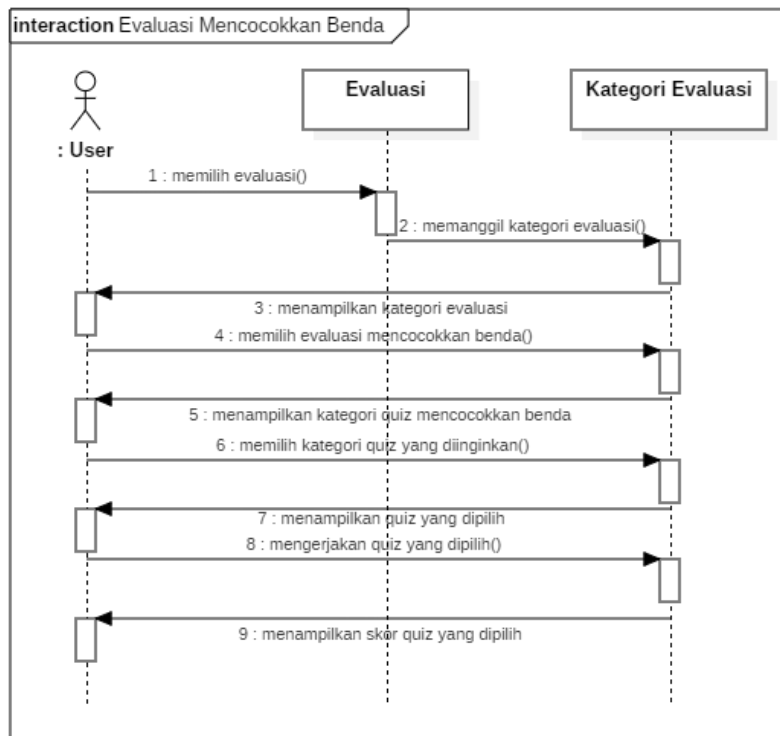 interaction Evaluasi Mencocokkan Benda
: User
Evaluasi
Kategori Evaluasi
1 : memilih evaluasi()
2 : memanggil kategori evaluasi()
3 : menampilkan kategori evaluasi
4 : memilih evaluasi mencocokkan benda()
5 : menampilkan kategori quiz mencocokkan benda
6 : memilih kategori quiz yang diinginkan()
7 : menampilkan quiz yang dipilih
8 : mengerjakan quiz yang dipilih()
9 : menampilkan skor quiz yang dipilih